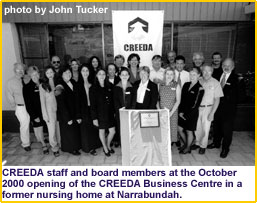 photo by John Tucker
CREEDA
CREEDA staff and board members at the October
2000 opening of the CREEDA Business Centre in a
former nursing home at Narrabundah.